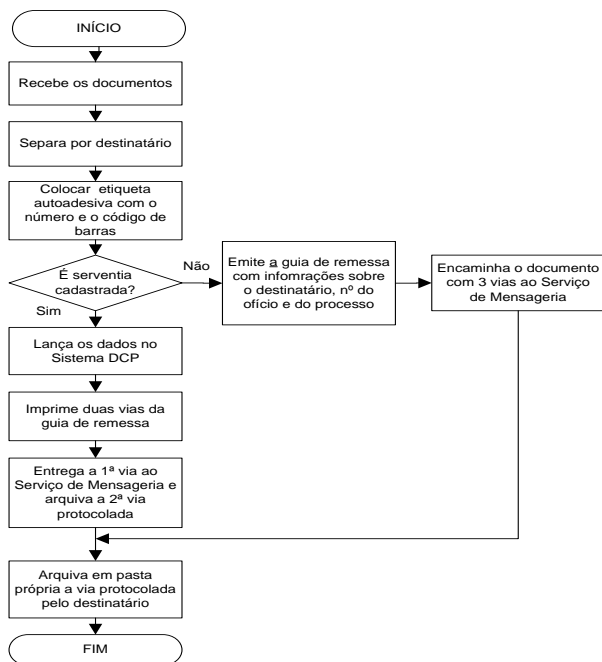 INÍCIO
Recebe os documentos
Separa por destinatário
Colocar etiqueta
autoadesiva com o
número e o código de
barras
É serventia
cadastrada?
Não
Sim
Emite a guia de remessa
com infomrações sobre
o destinatário, nº do
ofício e do processo
Encaminha o documento
com 3 vias ao Serviço
de Mensageria
Lança os dados no
Sistema DCP
Imprime duas vias da
guia de remessa
Entrega a 1ª via ao
Serviço de Mensageria e
arquiva a 2ª via
protocolada
Arquiva em pasta
própria a via protocolada
pelo destinatário
FIM